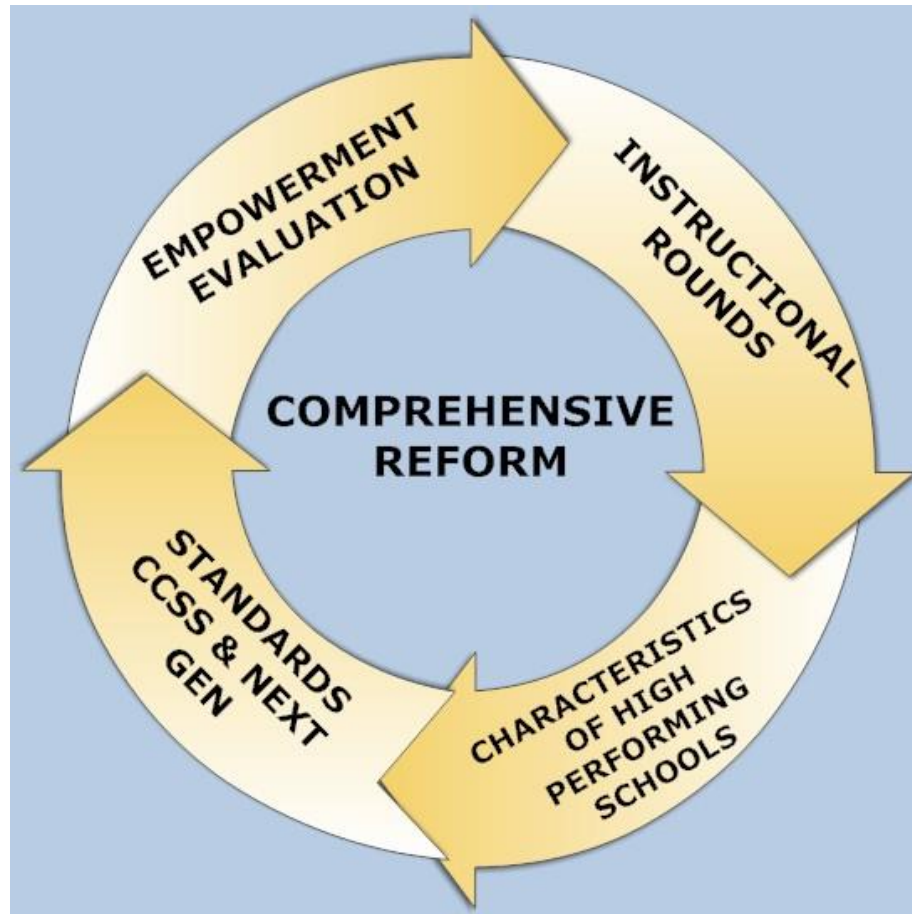 EMPOWERMENT
EVALUATION
INSTRUCTIONAL
ROUNDS
COMPREHENSIVE
REFORM
STANDARDS
CCSS & NEXT
GEN
CHARACTERISTICS
OF HIGH
PERFORMING
SCHOOLS